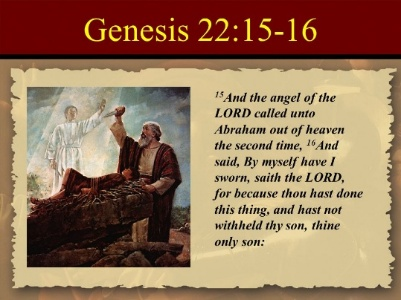 Genesis 22:15-16
15And the angel of the
LORD called unto
Abraham out of heaven
the second time, 16And
said, By myself have I
sworn, saith the LORD,
for because thou hast done
this thing, and hast not
withheld thy son, thine
only son: